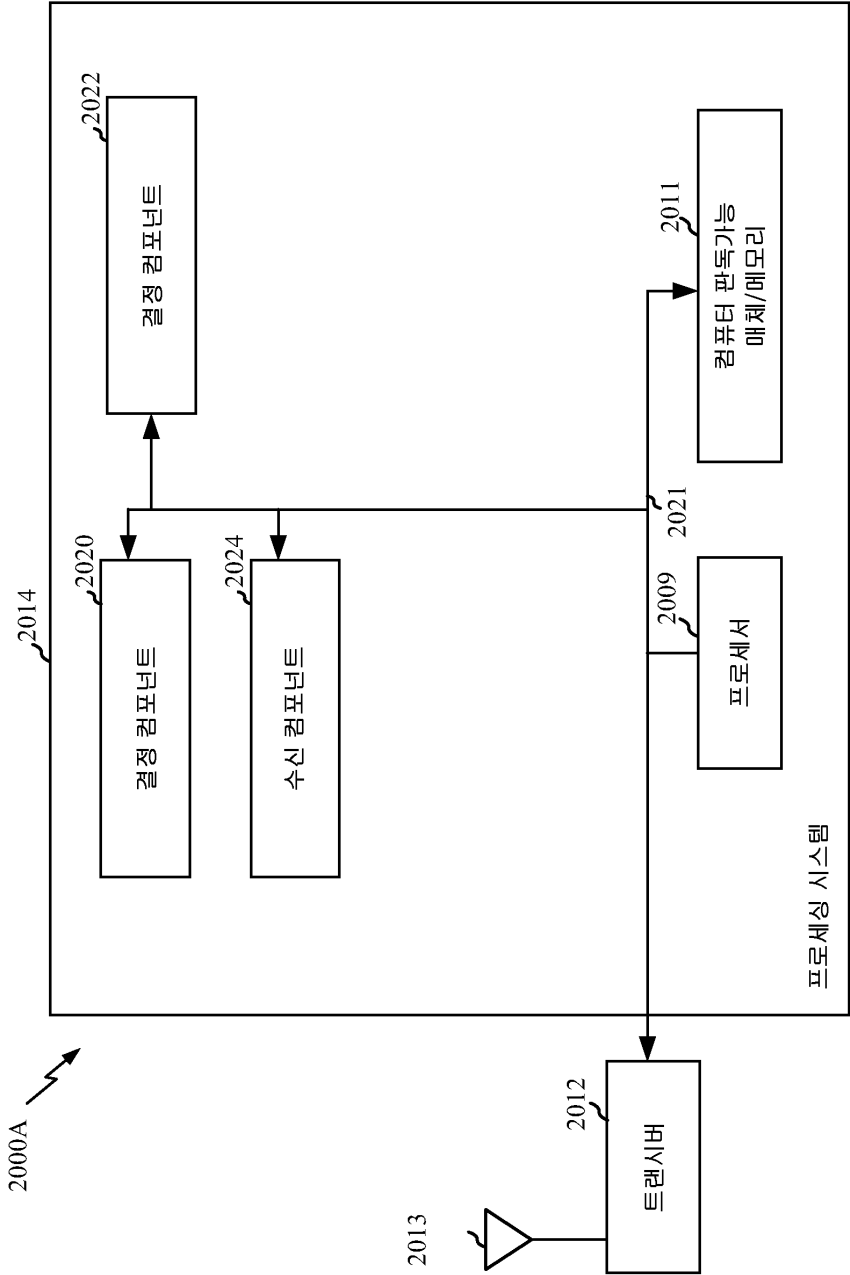 2000A
2014
2020
결정 컴포넌트
2022
결정 컴포넌트
2024
수신 컴포넌트
2013
2012
트랜시버
2021
2009
프로세서
2011
컴퓨터 판독가능
매체/메모리
프로세싱 시스템